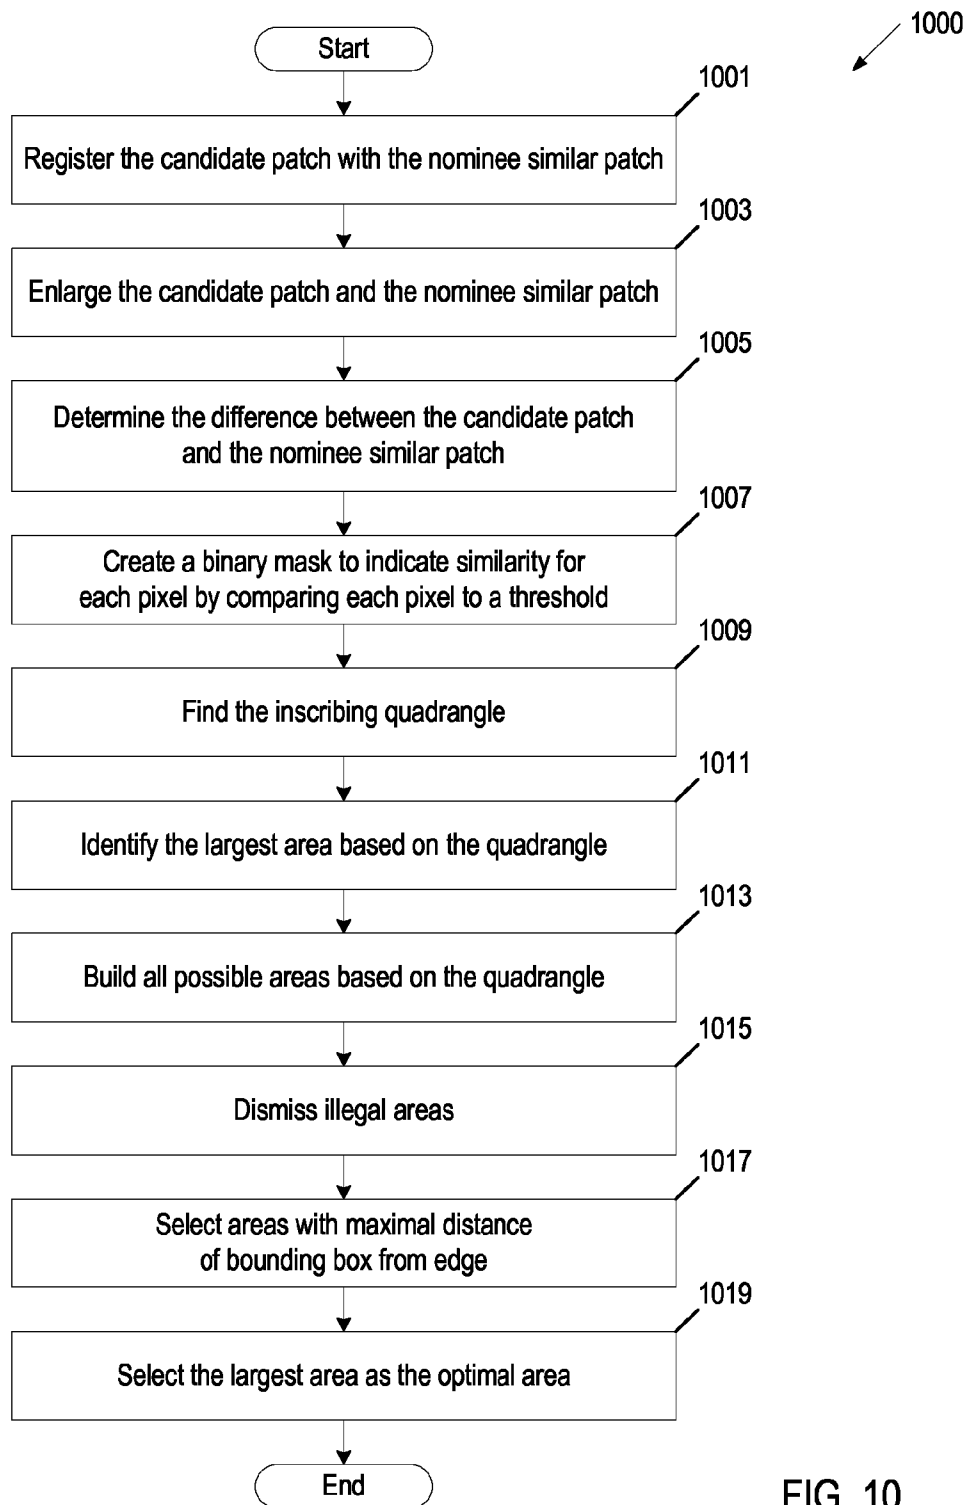 1000
Start
1001
Register the candidate patch with the nominee similar patch
1003
Enlarge the candidate patch and the nominee similar patch
1005
Determine the difference between the candidate patch
and the nominee similar patch
1007
Create a binary mask to indicate similarity for
each pixel by comparing each pixel to a threshold
1009
Find the inscribing quadrangle
1011
Identify the largest area based on the quadrangle
1013
Build all possible areas based on the quadrangle
1015
Dismiss illegal areas
1017
Select areas with maximal distance
of bounding box from edge
1019
Select the largest area as the optimal area
End
FIG. 10